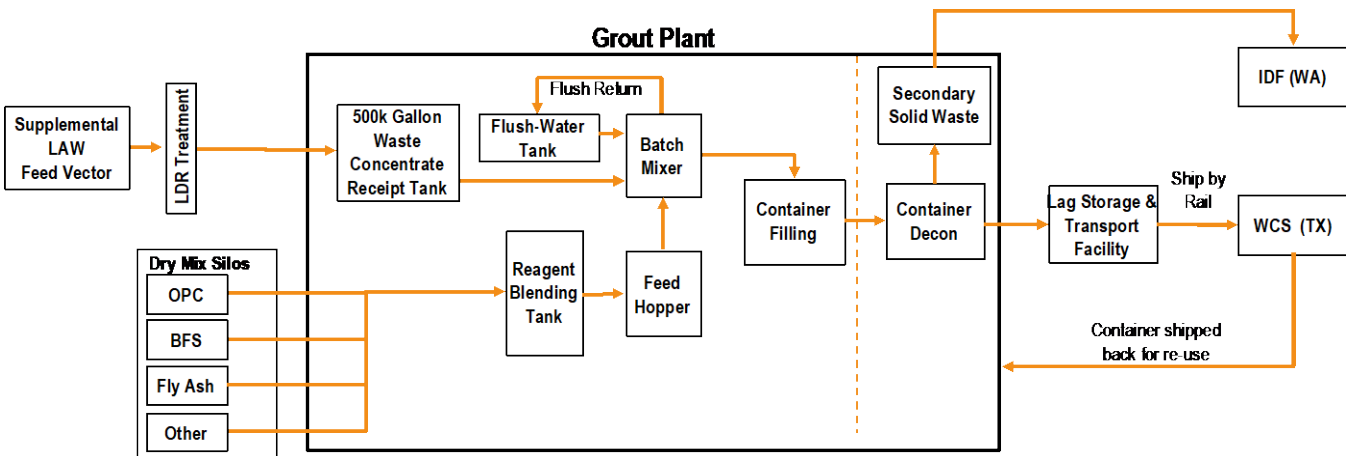 Grout Plant
Supplemental
LAW
Feed Vector
LDR Treatment
500k Gallon
Waste
Concentrate
Receipt Tank
Flush Return
Flush-Water
Tank
Batch
Mixer
Container
Filling
Secondary
Solid Waste
Container
Decon
Lag Storage &
Transport
Facility
Ship by
Rail
IDF (WA)
WCS (TX)
Container shipped
back for re-use
Dry Mix Silos
OPC
BFS
Fly Ash
Other
Reagent
Blending
Tank
Feed
Hopper